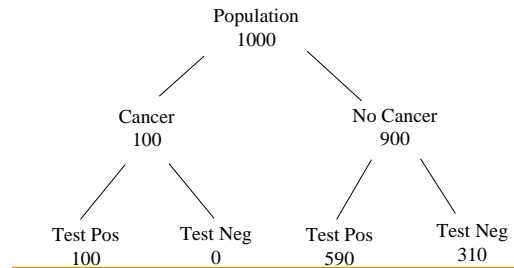 Population
1000
Cancer
100
No Cancer
900
Test Pos
100
Test Neg
0
Test Pos
590
Test Neg
310